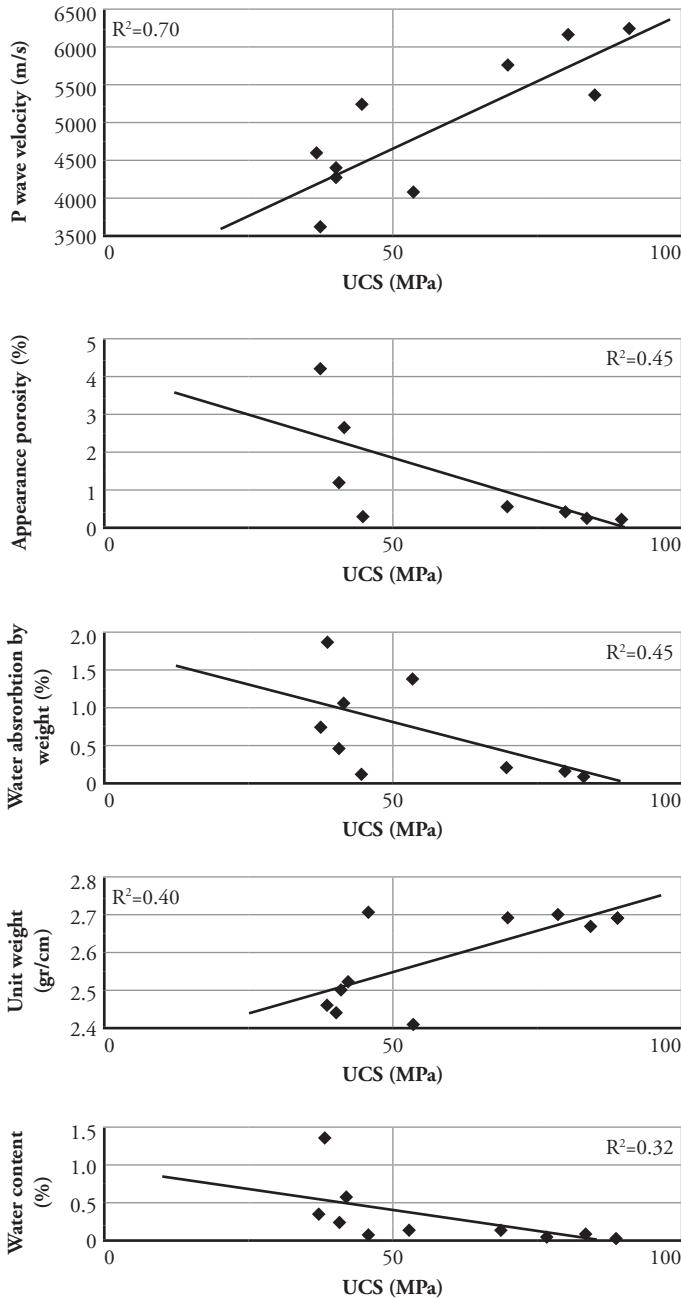 R²=0.70
P wave velocity (m/s)
6500
6000
5500
5000
4500
4000
3500
0 50 100
UCS (MPa)
R²=0.45
Appearance porosity (%)
5
4
3
2
1
0
0 50 100
UCS (MPa)
R²=0.45
Water absrorbtion by
weight (%)
2.0
1.5
1.0
0.5
0
0 50 100
UCS (MPa)
R²=0.40
Unit weight
(gr/cm)
2.8
2.7
2.6
2.5
2.4
0 50 100
UCS (MPa)
R²=0.32
Water content
(%)
1.5
1.0
0.5
0
0 50 100
UCS (MPa)